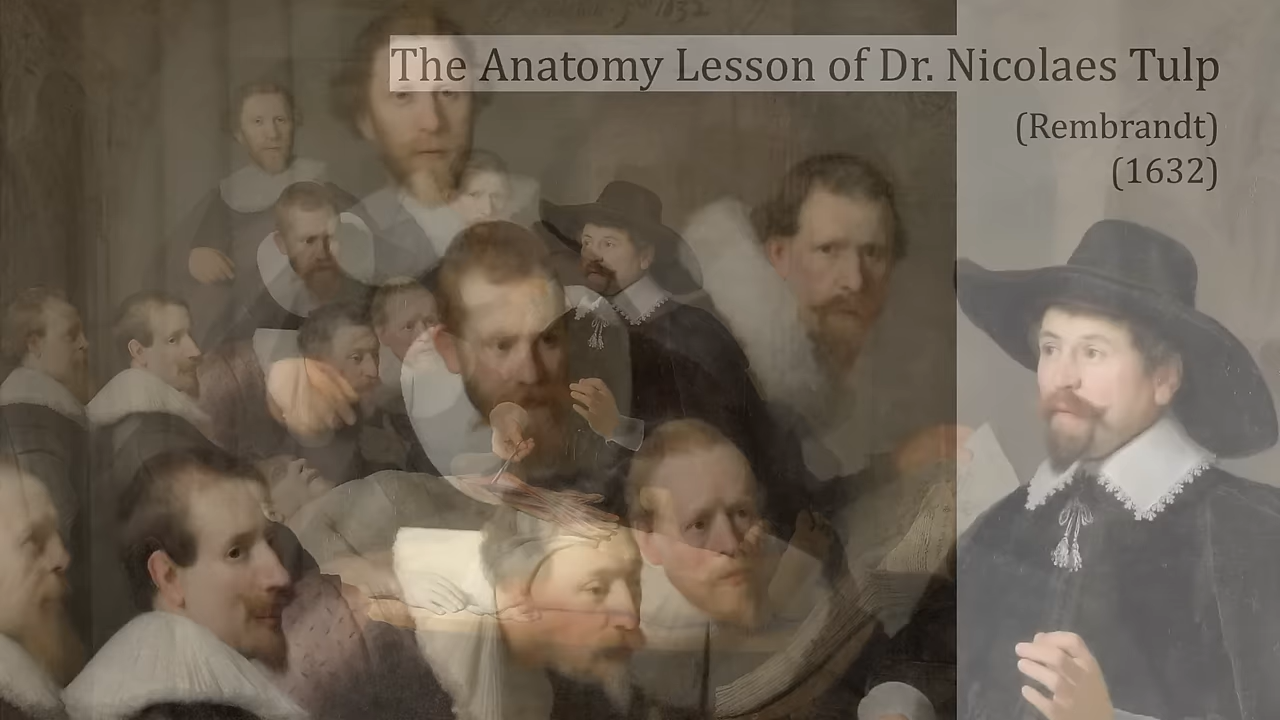 The Anatomy Lesson of Dr. Nicolaes Tulp
(Rembrandt)
(1632)